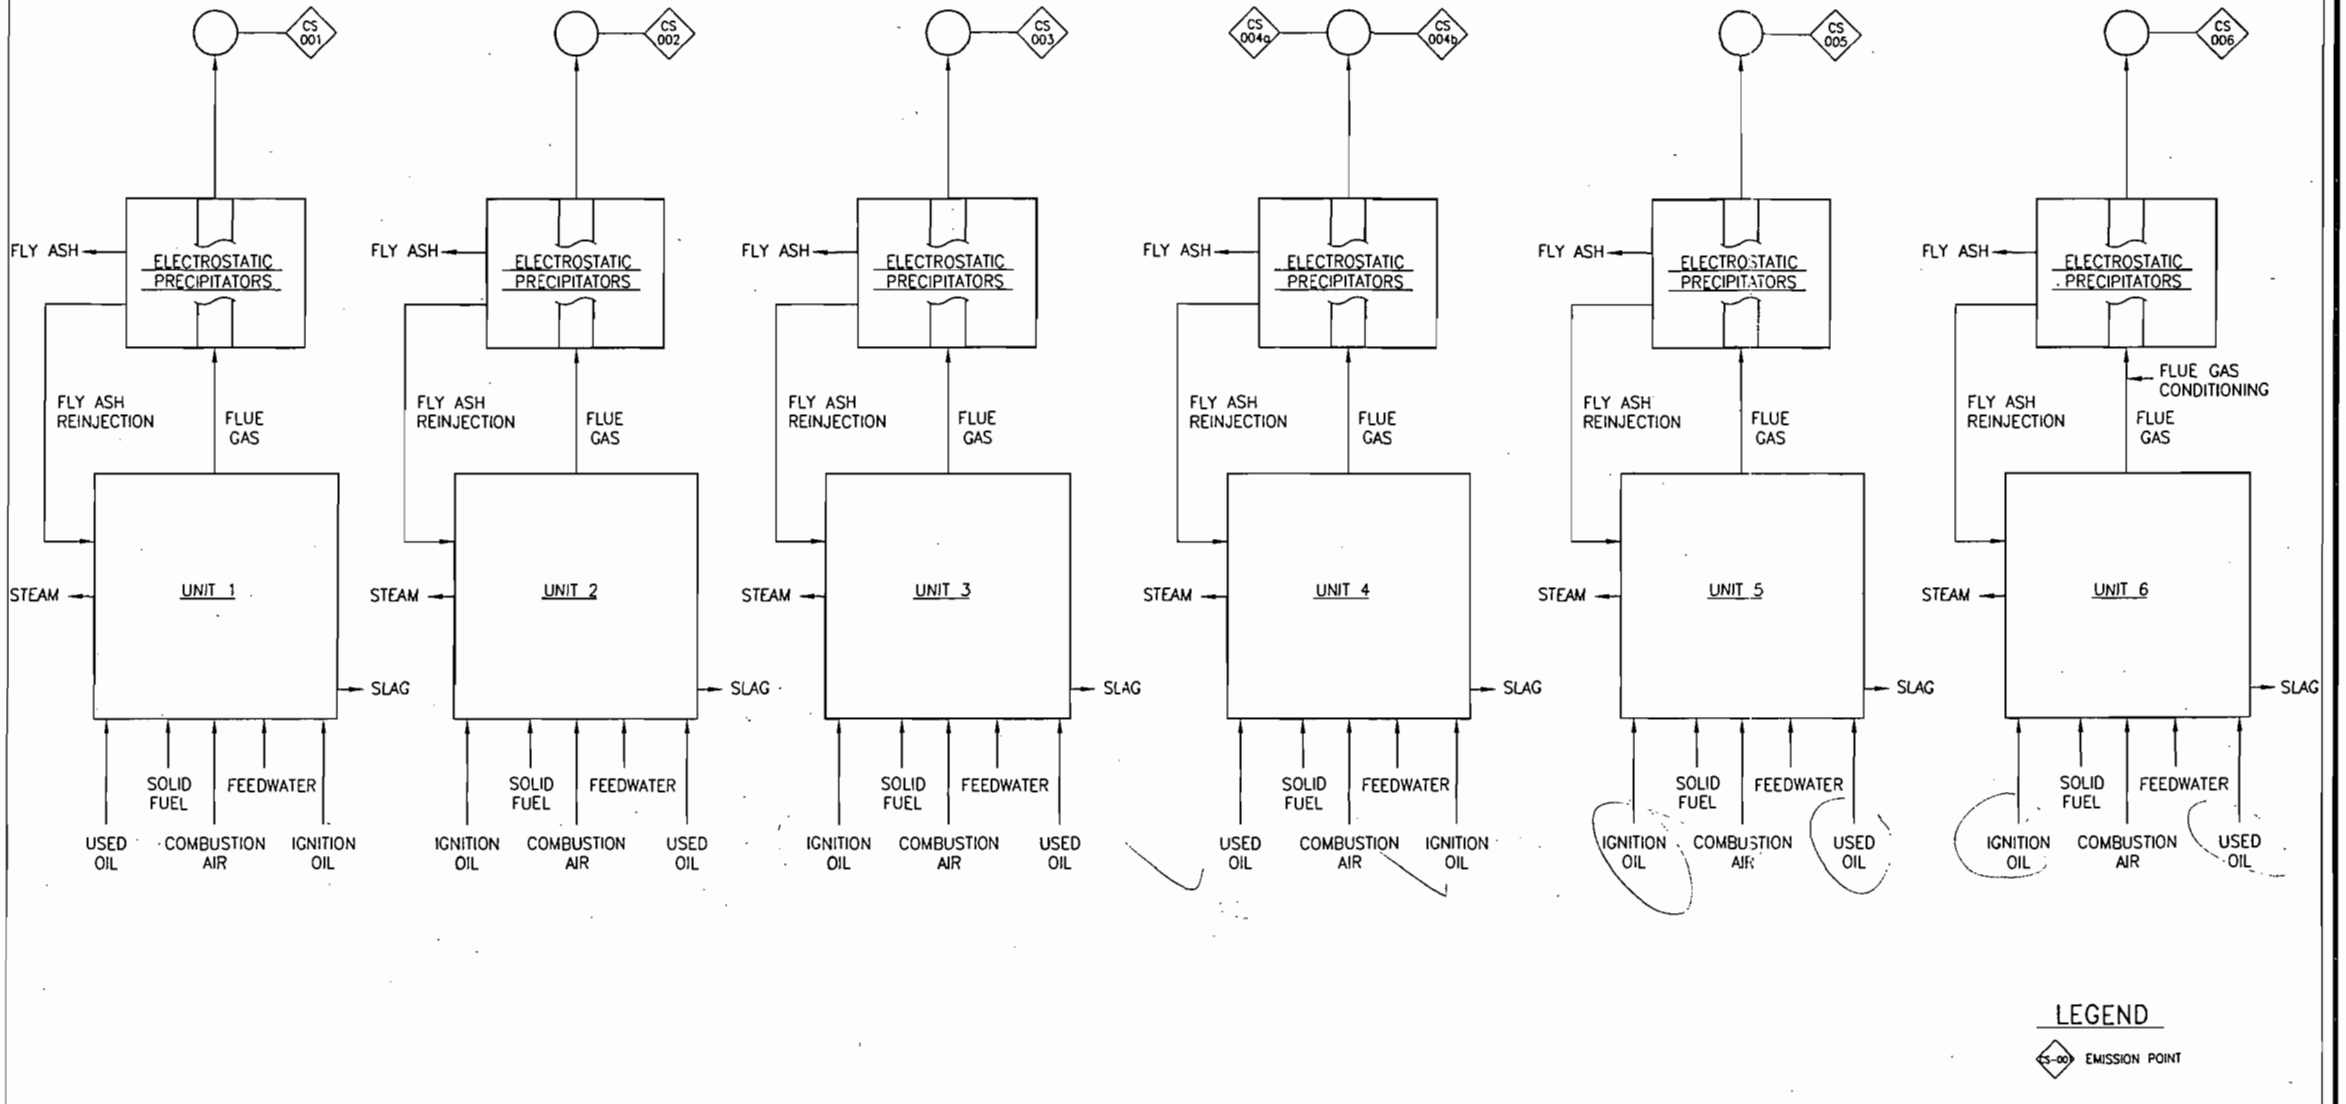 CS
001
CS
002
CS
003
CS
004a
CS
004b
CS
005
CS
006
FLY ASH
ELECTROSTATIC
PRECIPITATORS
FLY ASH
ELECTROSTATIC
PRECIPITATORS
FLY ASH
ELECTROSTATIC
PRECIPITATORS
FLY ASH
ELECTROSTATIC
PRECIPITATORS
FLY ASH
ELECTROSTATIC
PRECIPITATORS
FLY ASH
ELECTROSTATIC
PRECIPITATORS
FLUE GAS
CONDITIONING
FLY ASH
REINJECTION
FLUE
GAS
FLY ASH
REINJECTION
FLUE
GAS
FLY ASH
REINJECTION
FLUE
GAS
FLY ASH
REINJECTION
FLUE
GAS
FLY ASH
REINJECTION
FLUE
GAS
FLY ASH
REINJECTION
FLUE
GAS
STEAM
UNIT 1
STEAM
UNIT 2
STEAM
UNIT 3
STEAM
UNIT 4
STEAM
UNIT 5
STEAM
UNIT 6
SLAG
SLAG
SLAG
SLAG
SLAG
SLAG
SOLID
FUEL
FEEDWATER
SOLID
FUEL
FEEDWATER
SOLID
FUEL
FEEDWATER
SOLID
FUEL
FEEDWATER
SOLID
FUEL
FEEDWATER
SOLID
FUEL
FEEDWATER
USED
OIL
COMBUSTION
AIR
IGNITION
OIL
IGNITION
OIL
COMBUSTION
AIR
USED
OIL
IGNITION
OIL
COMBUSTION
AIR
USED
OIL
USED
OIL
COMBUSTION
AIR
IGNITION
OIL
IGNITION
OIL
COMBUSTION
AIR
USED
OIL
IGNITION
OIL
COMBUSTION
AIR
USED
OIL
LEGEND
CS-00 EMISSION POINT